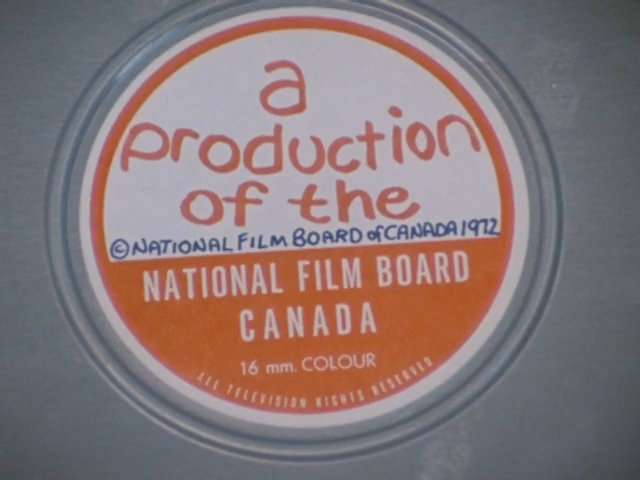 a
production
of the
©NATIONAL FILM BOARD of CANADA 1972
NATIONAL FILM BOARD
CANADA
16 mm. COLOUR
ALL TELEVISION RIGHTS RESERVED